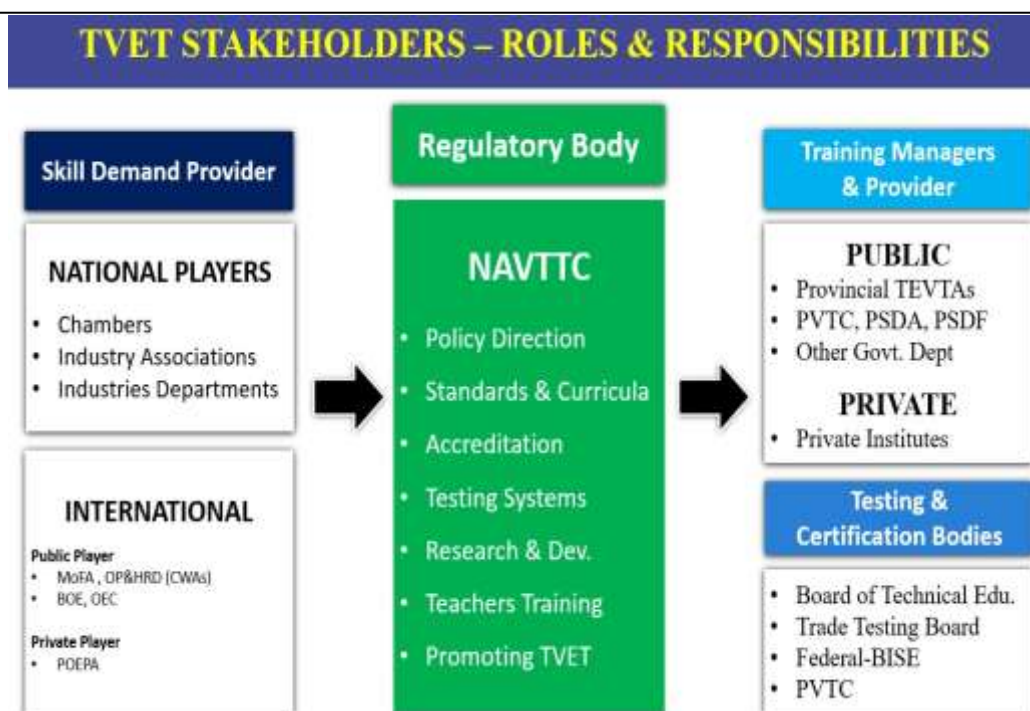 TVET STAKEHOLDERS – ROLES & RESPONSIBILITIES
Skill Demand Provider
NATIONAL PLAYERS
• Chambers
• Industry Associations
• Industries Departments
INTERNATIONAL
Public Player
• MoFA , OP&HRD (CWAs)
• BOE, OEC
Private Player
• POEPA
Regulatory Body
NAVTTC
• Policy Direction
• Standards & Curricula
• Accreditation
• Testing Systems
• Research & Dev.
• Teachers Training
• Promoting TVET
Training Managers
& Provider
PUBLIC
• Provincial TEVTAs
• PVTC, PSDA, PSDF
• Other Govt. Dept
PRIVATE
• Private Institutes
Testing &
Certification Bodies
• Board of Technical Edu.
• Trade Testing Board
• Federal-BISE
• PVTC